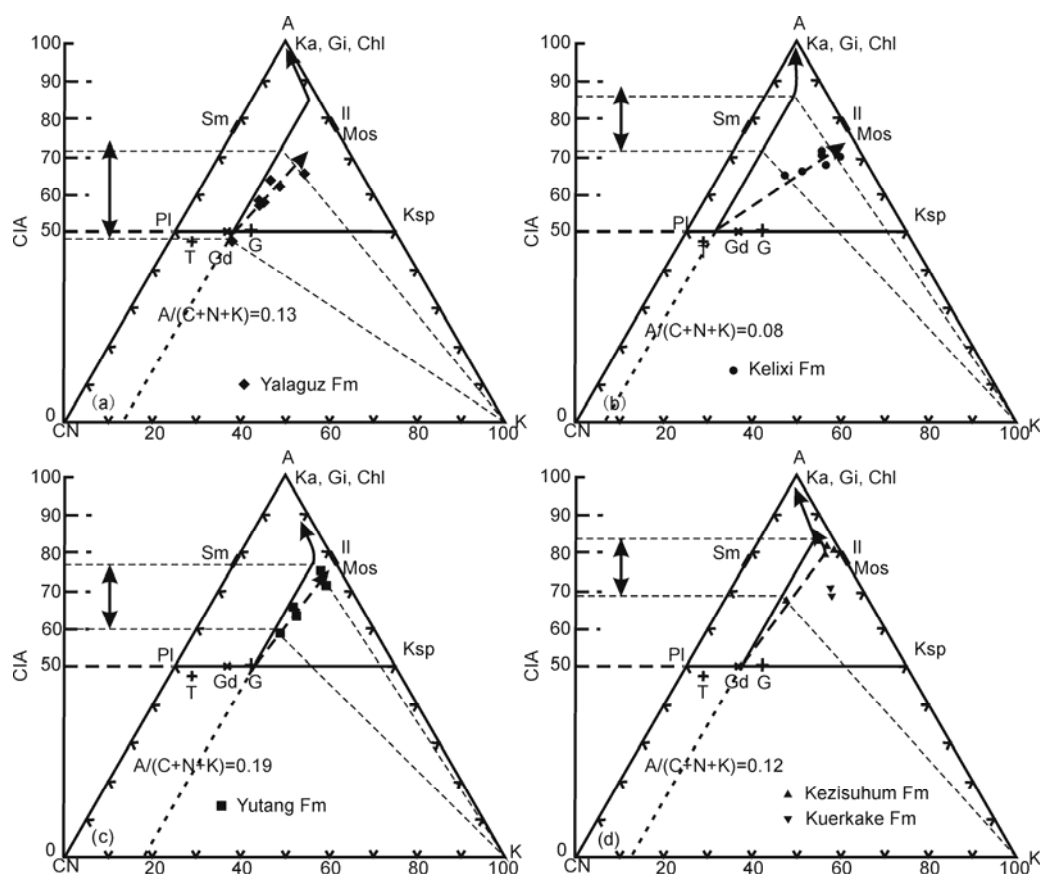 A
Ka, Gi, Chl
100
90
80
70
60
50
0
CIA
Sm
Il
Mos
Pl
Ksp
T
Gd
G
A/(C+N+K)=0.13
Yalaguz Fm
(a)
CN
20
40
60
80
100
K
A
Ka, Gi, Chl
100
90
80
70
60
50
0
CIA
Sm
Il
Mos
Pl
Ksp
T
Gd
G
A/(C+N+K)=0.08
Kelixi Fm
(b)
CN
20
40
60
80
100
K
A
Ka, Gi, Chl
100
90
80
70
60
50
0
CIA
Sm
Il
Mos
Pl
Ksp
T
Gd
G
A/(C+N+K)=0.19
Yutang Fm
(c)
CN
20
40
60
80
100
K
A
Ka, Gi, Chl
100
90
80
70
60
50
0
CIA
Sm
Il
Mos
Pl
Ksp
T
Gd
G
A/(C+N+K)=0.12
Kezisuhum Fm
Kuerkake Fm
(d)
CN
20
40
60
80
100
K